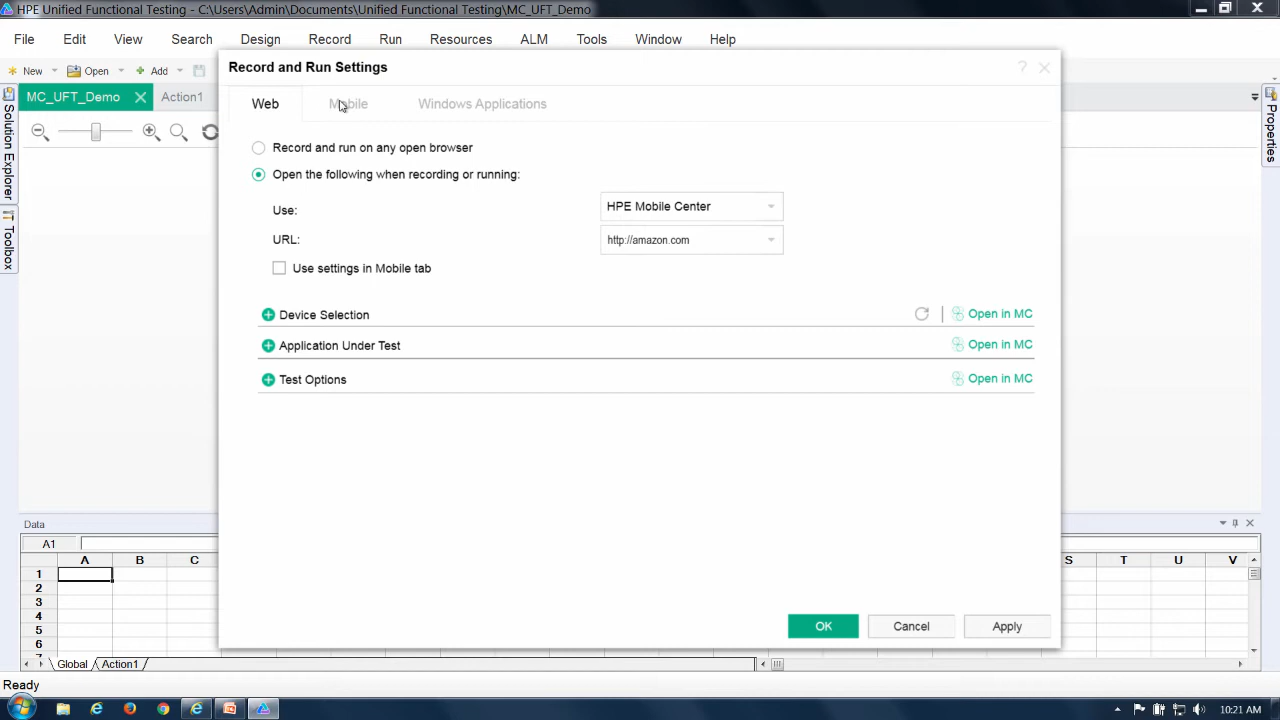 HPE Unified Functional Testing - C:\Users\Admin\Documents\Unified Functional Testing\MC_UFT_Demo
File Edit View Search Design Record Run Resources ALM Tools Window Help
New Open Add
Record and Run Settings
?
MC_UFT_Demo Action1
Web Mobile Windows Applications
Solution Explorer
Toolbox
Properties
Record and run on any open browser
Open the following when recording or running:
Use: HPE Mobile Center
URL: http://amazon.com
Use settings in Mobile tab
Device Selection Open in MC
Application Under Test Open in MC
Test Options Open in MC
Data
A1
A B C S T U V
1
2
3
4
5
6
OK Cancel Apply
Global Action1
Ready
10:21 AM